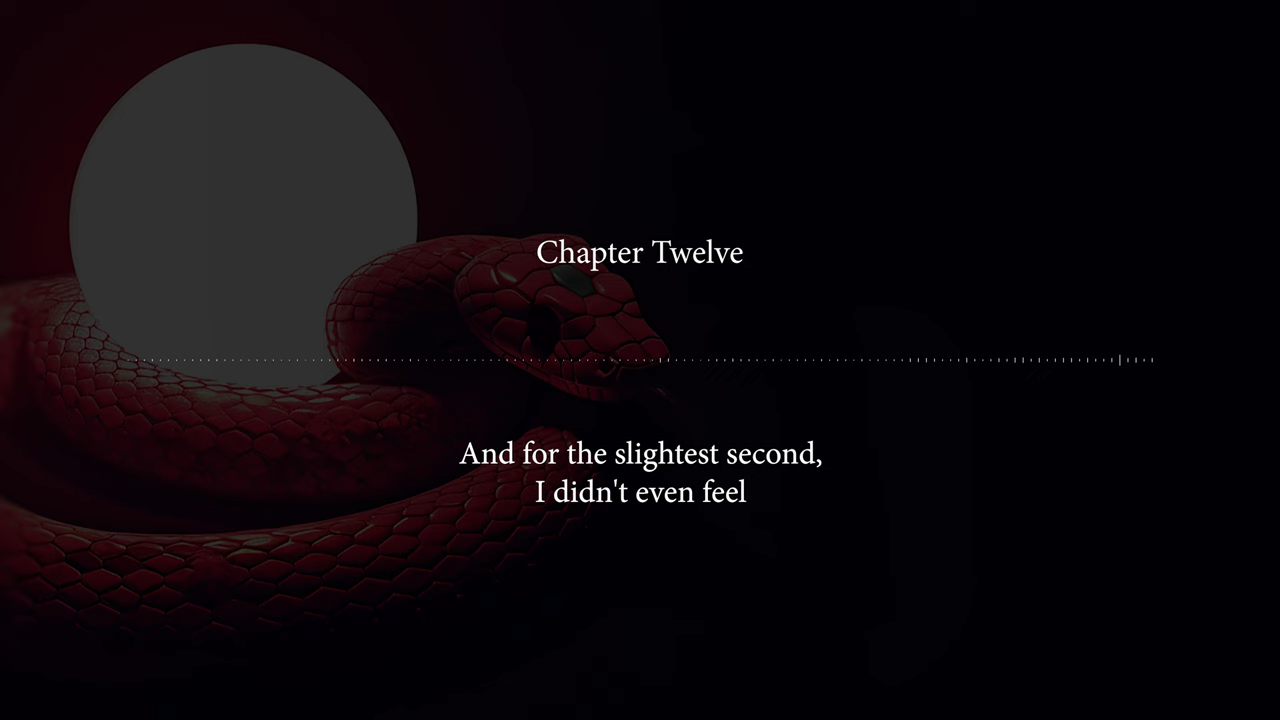 Chapter Twelve
And for the slightest second,
I didn't even feel